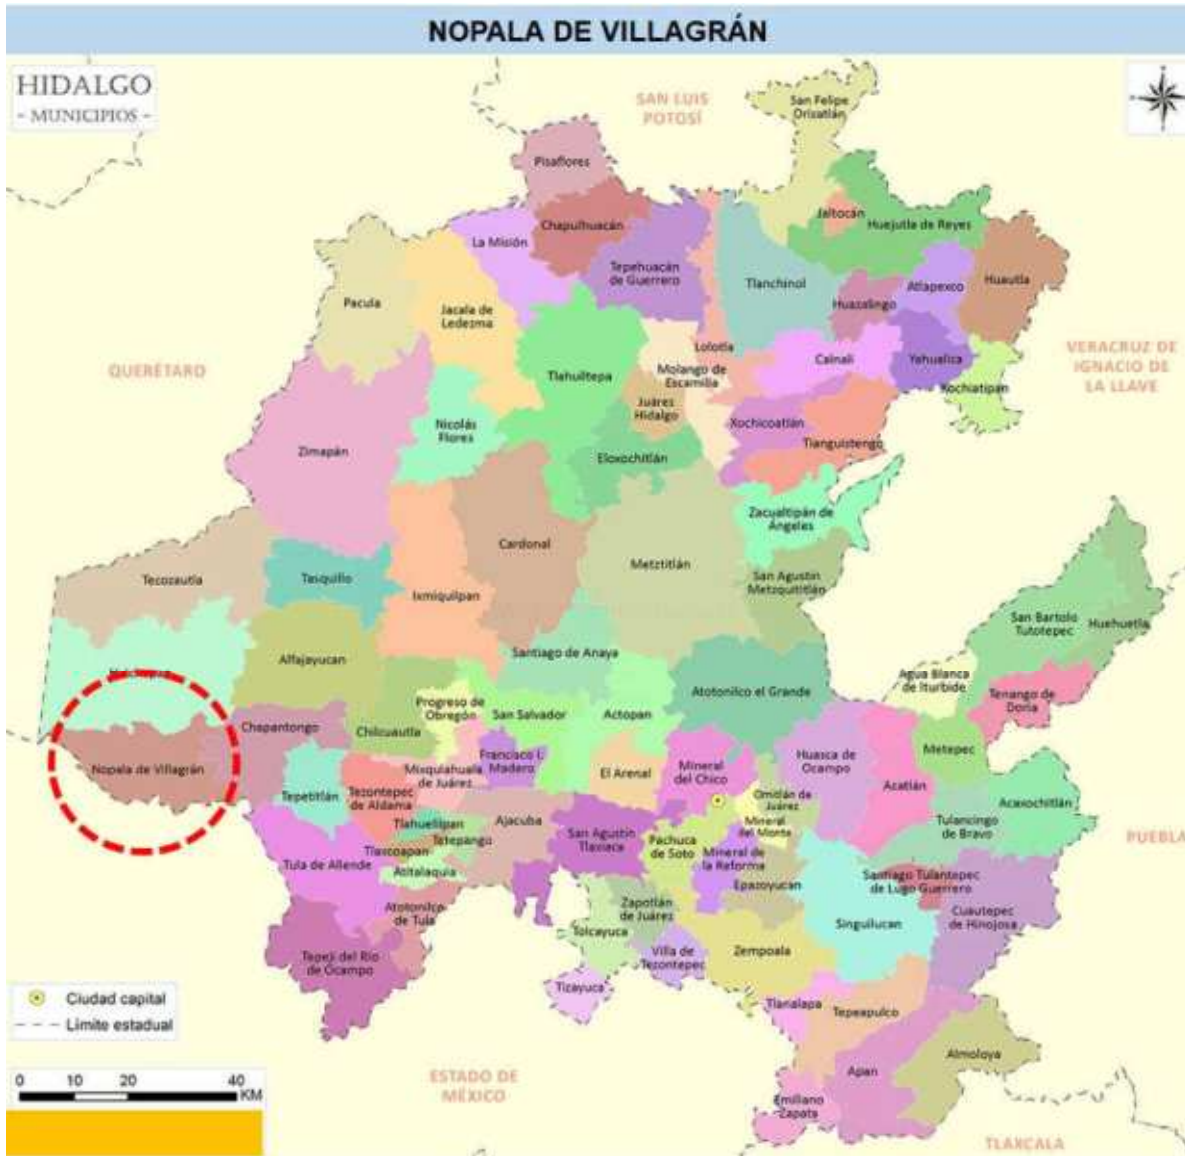 NOPALA DE VILLAGRÁN
HIDALGO
- MUNICIPIOS -
SAN LUIS
POTOSÍ
San Felipe
Orizatlán
Pisaflores
Jaltocán
Huejutla de Reyes
Chapulhuacán
La Misión
Tepehuacán
de Guerrero
Tlanchinol
Atlapexco
Huautla
Huazalingo
Pacula
Jacala de
Ledezma
Lolotla
Calnali
Yahualica
VERACRUZ DE
IGNACIO DE
LA LLAVE
QUERÉTARO
Tlahuiltepa
Molango de
Escamilla
Xochiatipan
Juárez
Hidalgo
Nicolás
Flores
Xochicoatlán
Tianguistengo
Zimapán
Eloxochitlán
Zacualtipán de
Ángeles
Cardonal
Metztitlán
Tecozautla
Tasquillo
Ixmiquilpan
San Agustín
Metzquititlán
San Bartolo
Tutotepec
Huehuetla
Santiago de Anaya
Alfajayucan
Agua Blanca
de Iturbide
Atotonilco el Grande
Tenango de
Doria
Progreso de
Obregón
San Salvador
Actopan
Chapantongo
Chilcuautla
Metepec
Huasca de
Ocampo
Francisco I.
Madero
Nopala de Villagrán
Mixquiahuala
de Juárez
El Arenal
Mineral
del Chico
Acatlán
Tepetitlán
Tezontepec
de Aldama
Omitlán de
Juárez
Acaxochitlán
Tlahuelilpan
Ajacuba
Mineral
del Monte
Tulancingo
de Bravo
Tetepango
San Agustín
Tlaxiaca
Pachuca
de Soto
PUEBLA
Tlaxcoapan
Mineral de
la Reforma
Tula de Allende
Atitalaquia
Epazoyucan
Santiago Tulantepec
de Lugo Guerrero
Atotonilco
de Tula
Zapotlán
de Juárez
Cuautepec
de Hinojosa
Singuilucan
Tolcayuca
Tepeji del Río
de Ocampo
Villa de
Tezontepec
Zempoala
Tizayuca
Ciudad capital
Límite estadual
Tlanalapa
Tepeapulco
Almoloya
0 10 20 40
KM
ESTADO DE
MÉXICO
Apan
Emiliano
Zapata
TLAXCALA